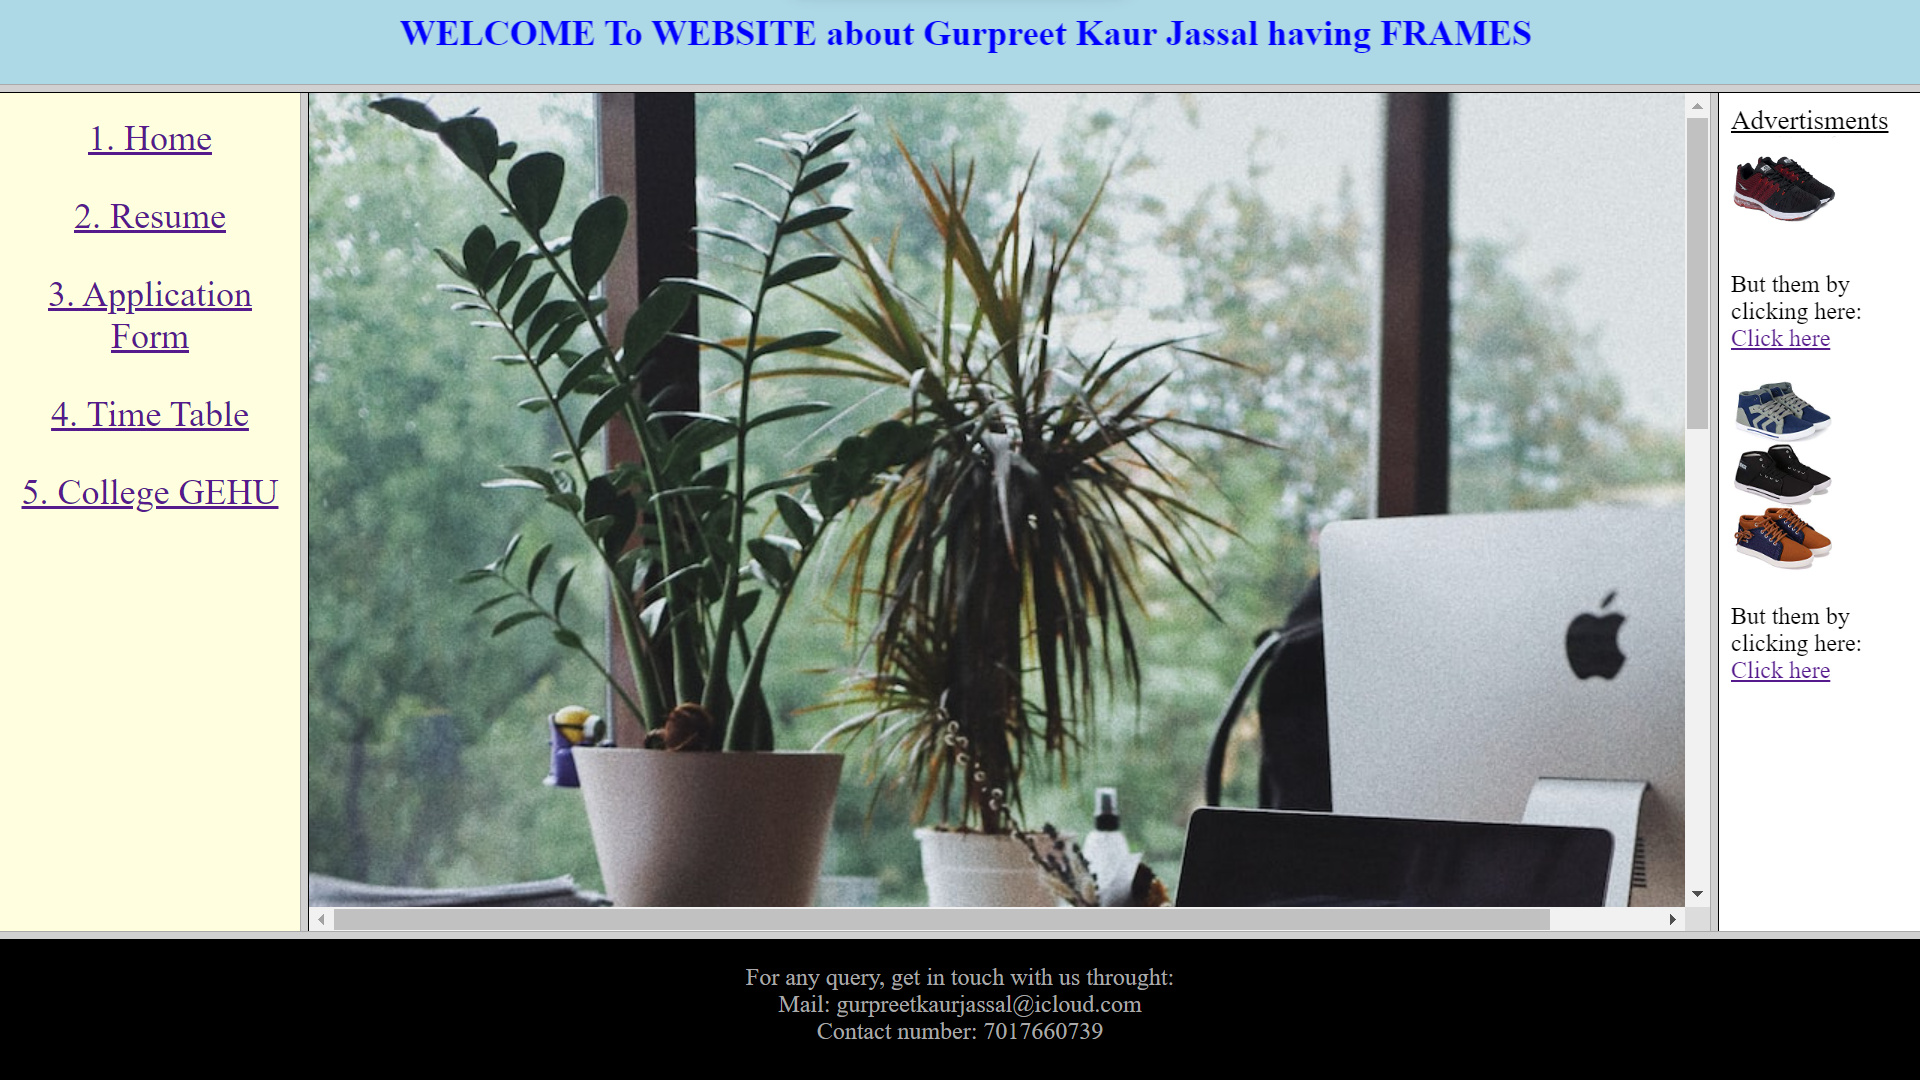 WELCOME To WEBSITE about Gurpreet Kaur Jassal having FRAMES
1. Home
2. Resume
3. Application
Form
4. Time Table
5. College GEHU
Advertisments
But them by
clicking here:
Click here
But them by
clicking here:
Click here
For any query, get in touch with us throught:
Mail: gurpreetkaurjassal@icloud.com
Contact number: 7017660739